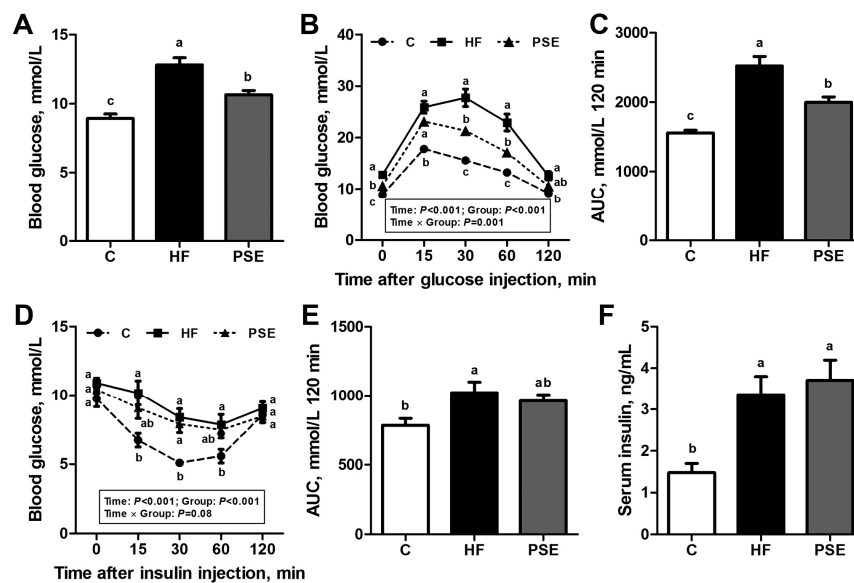 A
Blood glucose, mmol/L
15
10
5
0
c
a
b
C
HF
PSE
B
C HF PSE
Blood glucose, mmol/L
40
30
20
10
0
a
b
c
a
a
b
a
b
c
a
b
c
a
ab
b
Time: P<0.001; Group: P<0.001
Time × Group: P=0.001
0 15 30 60 120
Time after glucose injection, min
C
AUC, mmol/L 120 min
3000
2000
1000
0
c
a
b
C
HF
PSE
D
C HF PSE
Blood glucose, mmol/L
15
10
5
0
a
a
a
a
ab
b
a
a
b
a
ab
b
a
a
a
Time: P<0.001; Group: P<0.001
Time × Group: P=0.08
0 15 30 60 120
Time after insulin injection, min
E
AUC, mmol/L 120 min
1500
1000
500
0
b
a
ab
C
HF
PSE
F
Serum insulin, ng/mL
5
4
3
2
1
0
b
a
a
C
HF
PSE